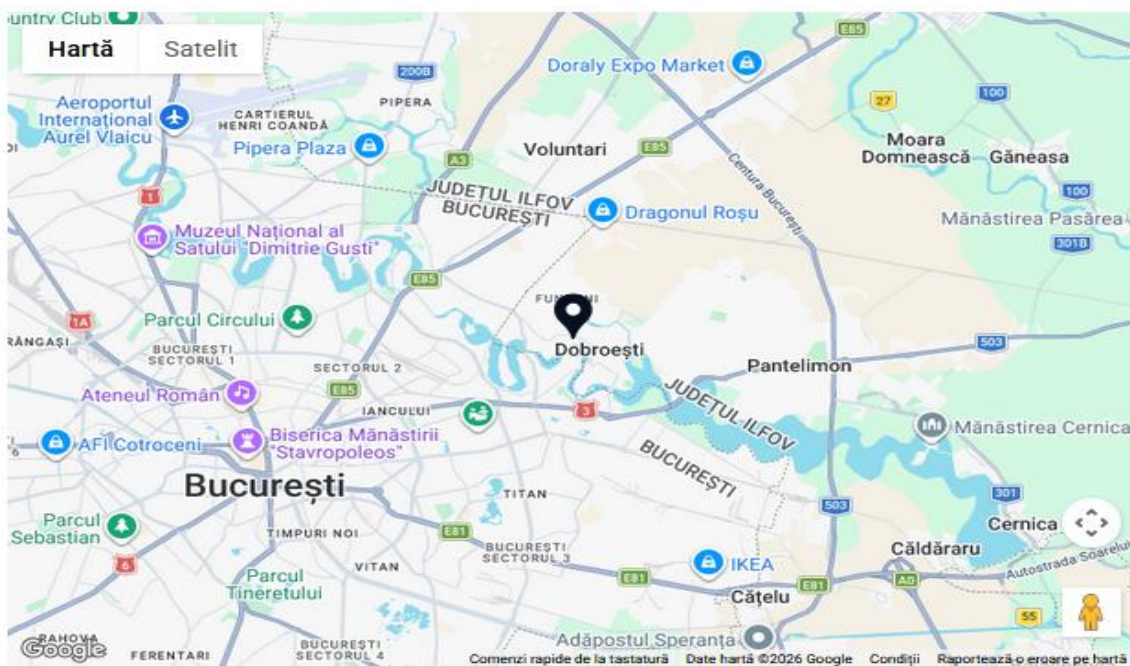 ountry Club
Hartă
Satelit
E85
Doraly Expo Market
200B
PIPERA
Aeroportul
Internațional
Aurel Vlaicu
CARTIERUL
HENRI COANDĂ
Pipera Plaza
27
100
Moara
Domnească
Găneasa
Voluntari
E85
A3
Centura București
JUDEȚUL ILFOV
BUCUREȘTI
1
100
Dragonul Roșu
Mănăstirea Pasărea
Muzeul Național al
Satului "Dimitrie Gusti"
301B
E85
Parcul Circului
1A
RÂNGAȘI
BUCUREȘTI
SECTORUL 1
SECTORUL 2
Dobroești
503
Pantelimon
Ateneul Român
E85
IANCULUI
3
JUDEȚUL ILFOV
AFI Cotroceni
Biserica Mănăstirii
"Stavropoleos"
Mănăstirea Cernica
BUCUREȘTI
București
TITAN
503
301
Cernica
Parcul
Sebastian
TIMPURI NOI
E81
BUCUREȘTI
SECTORUL 3
Căldăraru
6
VITAN
IKEA
Autostrada Soarelui
Parcul
Tineretului
E81
E81
A0
Cățelu
55
RAHOVA
Google
FERENTARI
BUCUREȘTI
SECTORUL 4
Adăpostul Speranța
Comenzi rapide de la tastatură
Date hartă ©2026 Google
Condiții
Raportează o eroare pe hartă